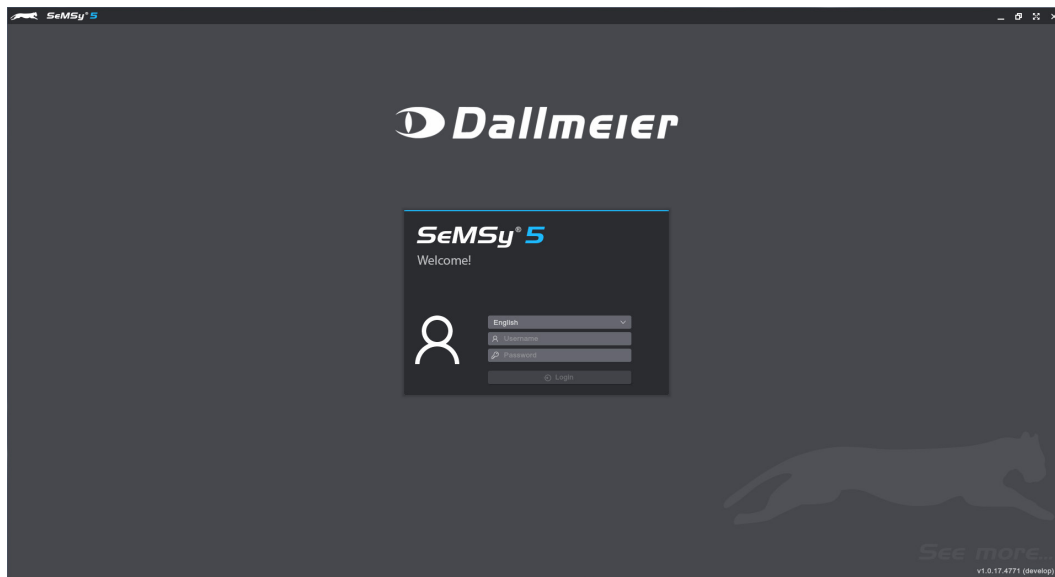 SeMSy® 5
Dallmeier
SeMSy® 5
Welcome!
English
Username
Password
Login
See more...
v1.0.17.4771 (develop)